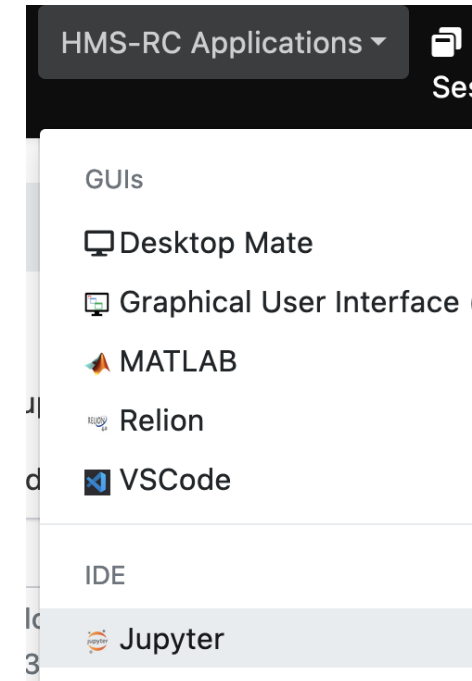 HMS-RC Applications
Ses
GUIs
Desktop Mate
Graphical User Interface
MATLAB
Relion
VSCode
IDE
Jupyter